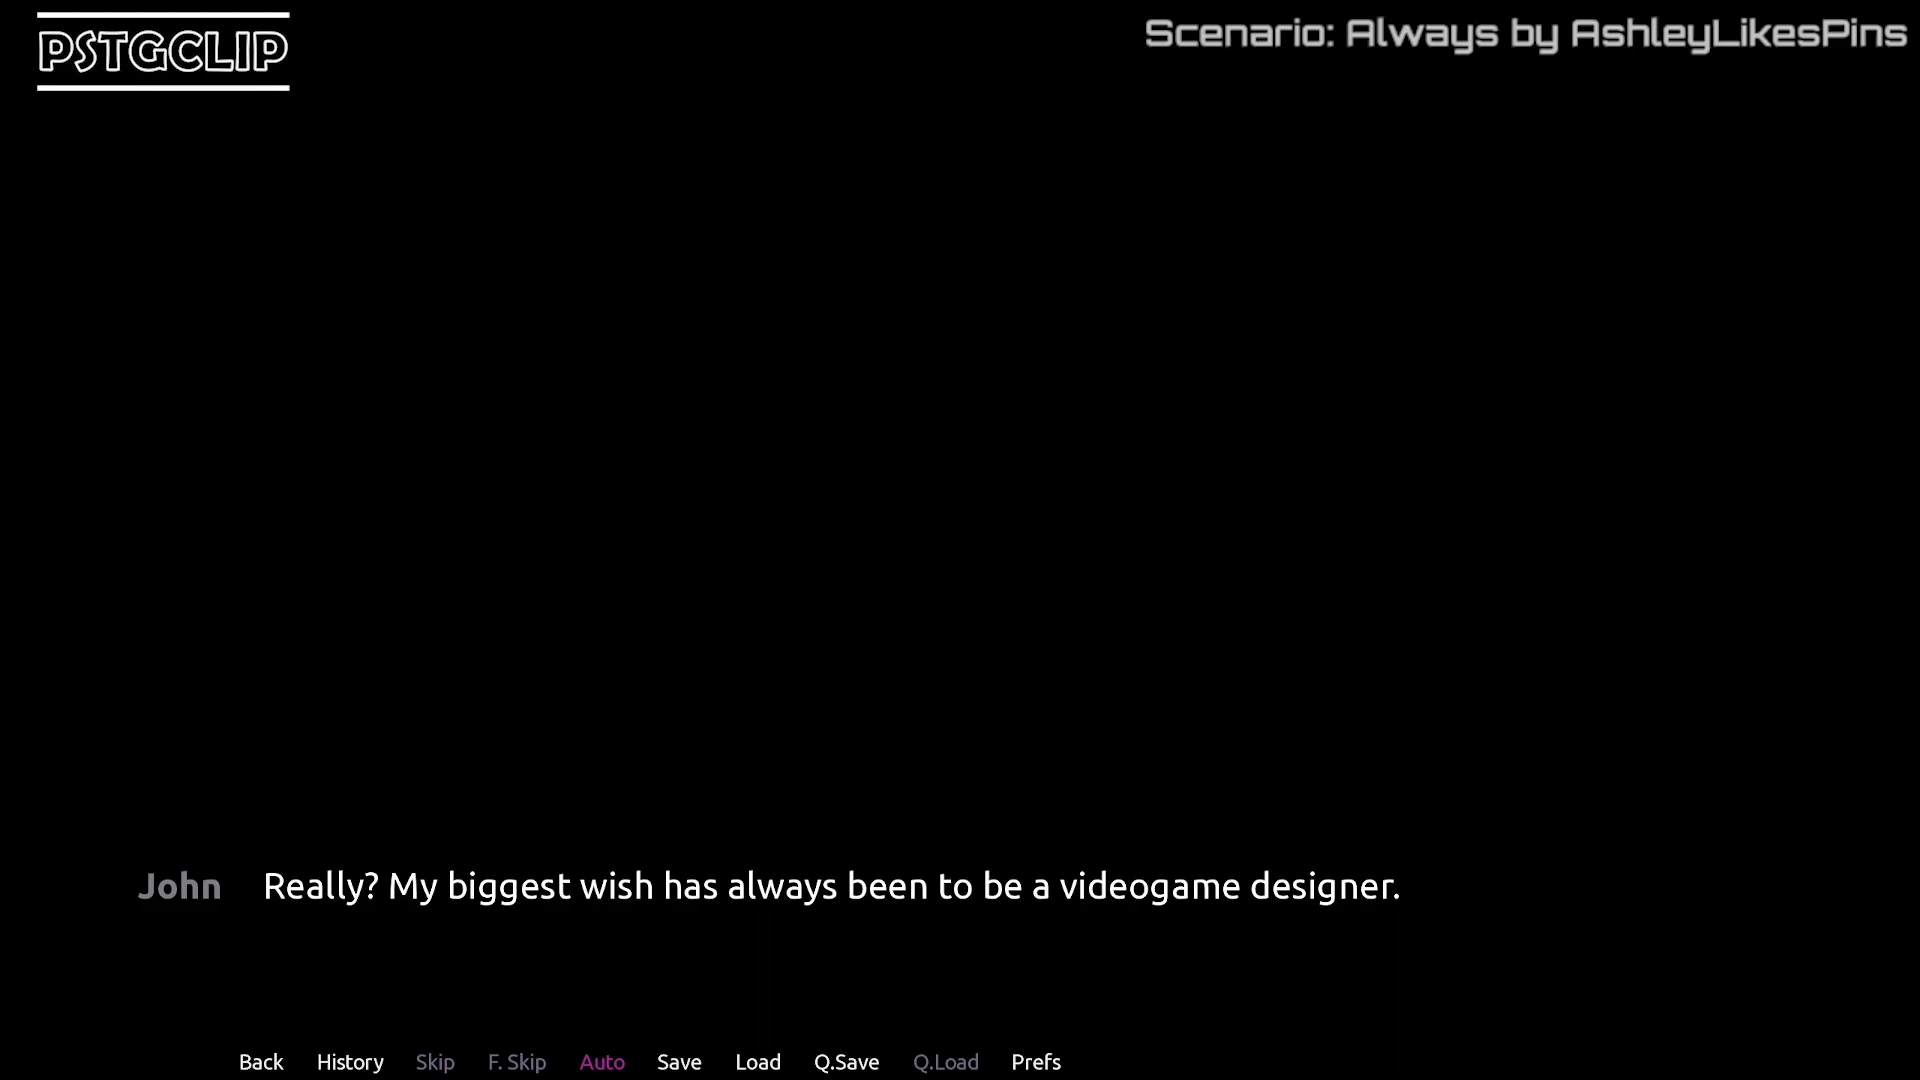 PSTGCLIP
Scenario: Always by AshleyLikesPins
John Really? My biggest wish has always been to be a videogame designer.
Back History Skip F. Skip Auto Save Load Q.Save Q.Load Prefs